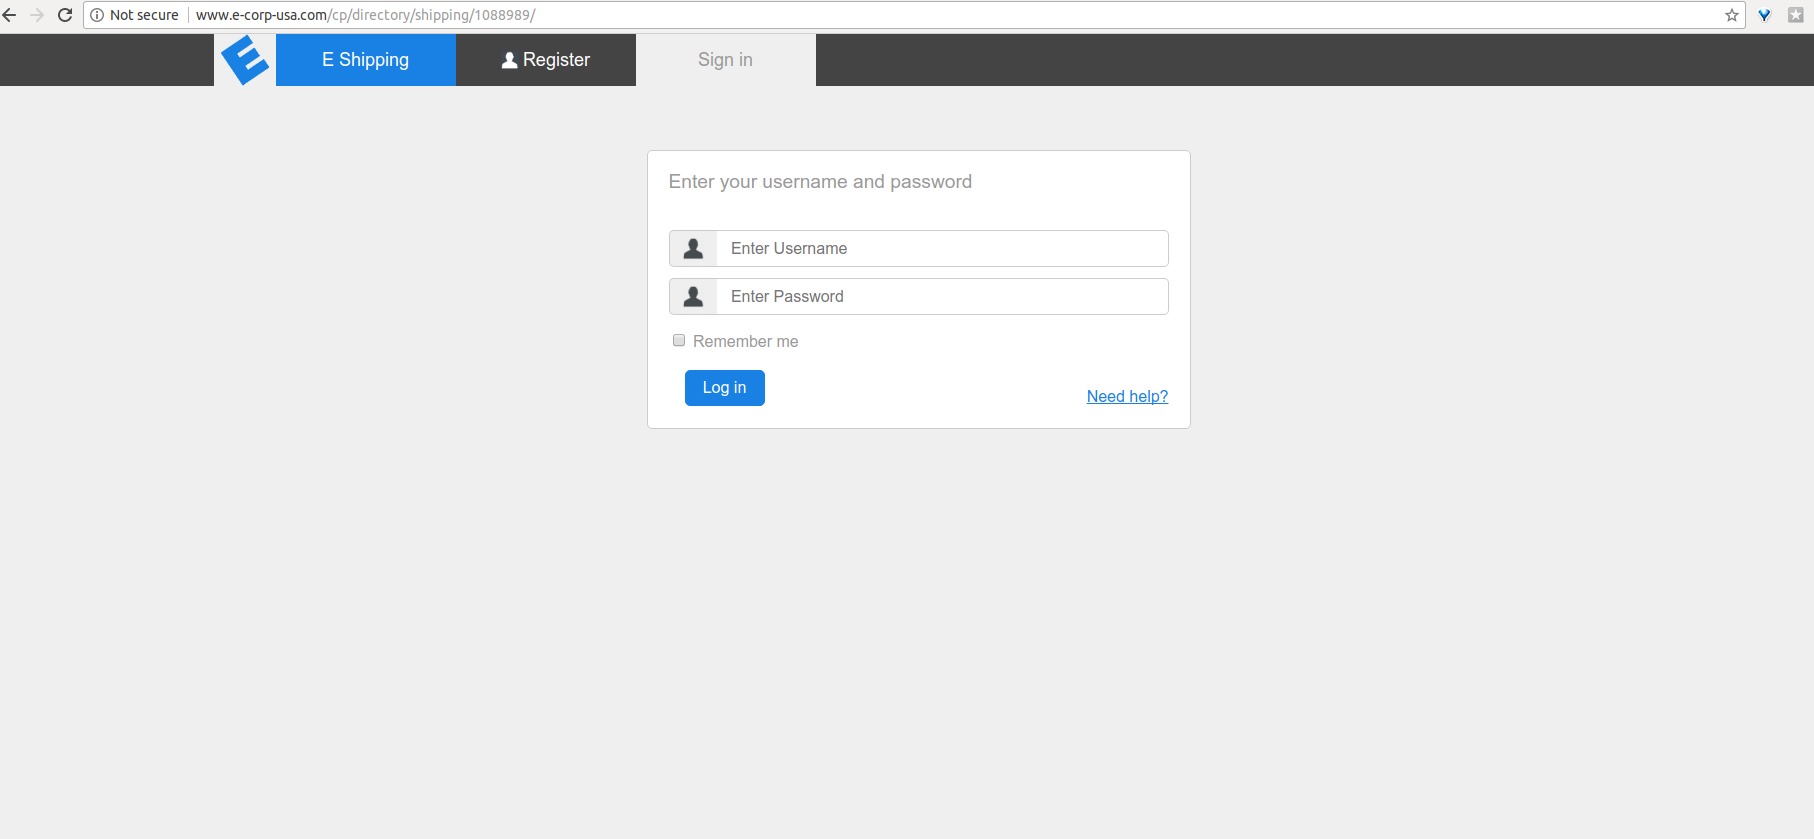 Not secure www.e-corp-usa.com/cp/directory/shipping/1088989/
E Shipping Register Sign in
Enter your username and password
Enter Username
Enter Password
Remember me
Log in
Need help?